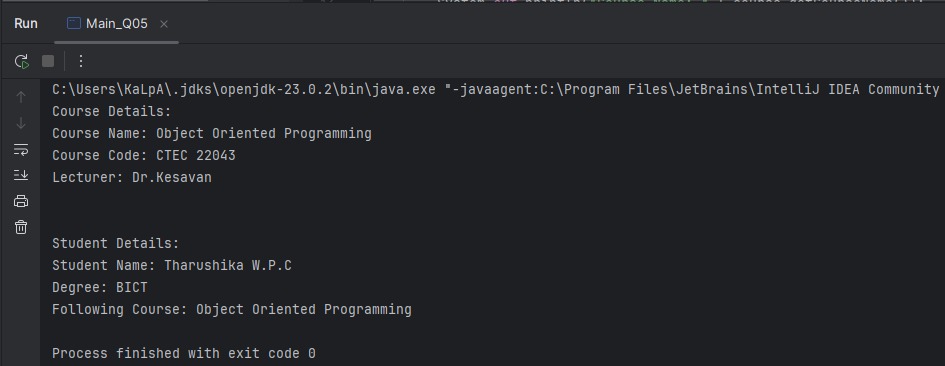 Run
Main_Q05
C:\Users\KaLpA\.jdks\openjdk-23.0.2\bin\java.exe "-javaagent:C:\Program Files\JetBrains\IntelliJ IDEA Community
Course Details:
Course Name: Object Oriented Programming
Course Code: CTEC 22043
Lecturer: Dr.Kesavan
Student Details:
Student Name: Tharushika W.P.C
Degree: BICT
Following Course: Object Oriented Programming
Process finished with exit code 0